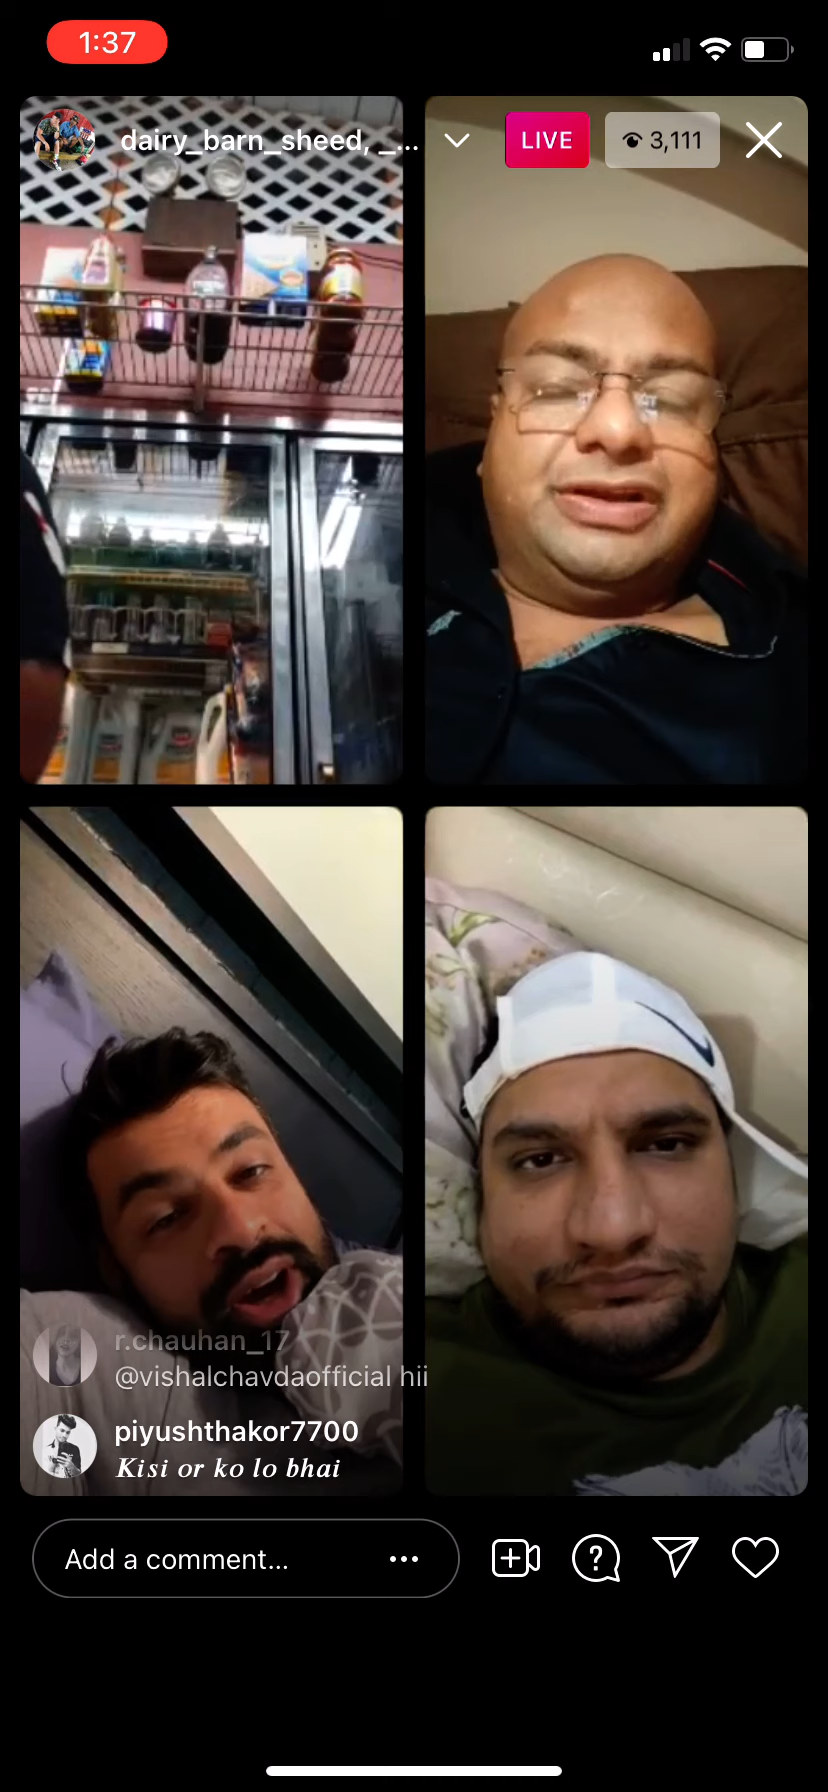 1:37
dairy_barn_sheed, _...
LIVE
3,111
r.chauhan_17
@vishalchavdaofficial hii
piyushthakor7700
Kisi or ko lo bhai
Add a comment...